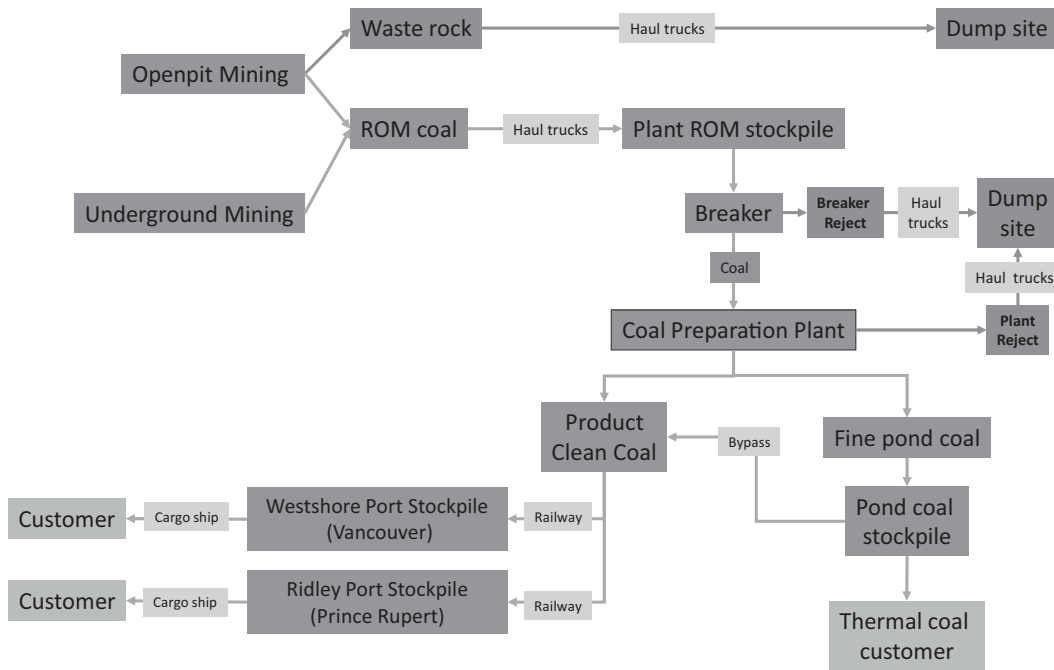 Waste rock
Haul trucks
Dump site
Openpit Mining
ROM coal
Haul trucks
Plant ROM stockpile
Underground Mining
Breaker
Breaker
Reject
Haul
trucks
Dump
site
Coal
Haul trucks
Coal Preparation Plant
Plant
Reject
Product
Clean Coal
Bypass
Fine pond coal
Customer
Cargo ship
Westshore Port Stockpile
(Vancouver)
Railway
Pond coal
stockpile
Customer
Cargo ship
Ridley Port Stockpile
(Prince Rupert)
Railway
Thermal coal
customer